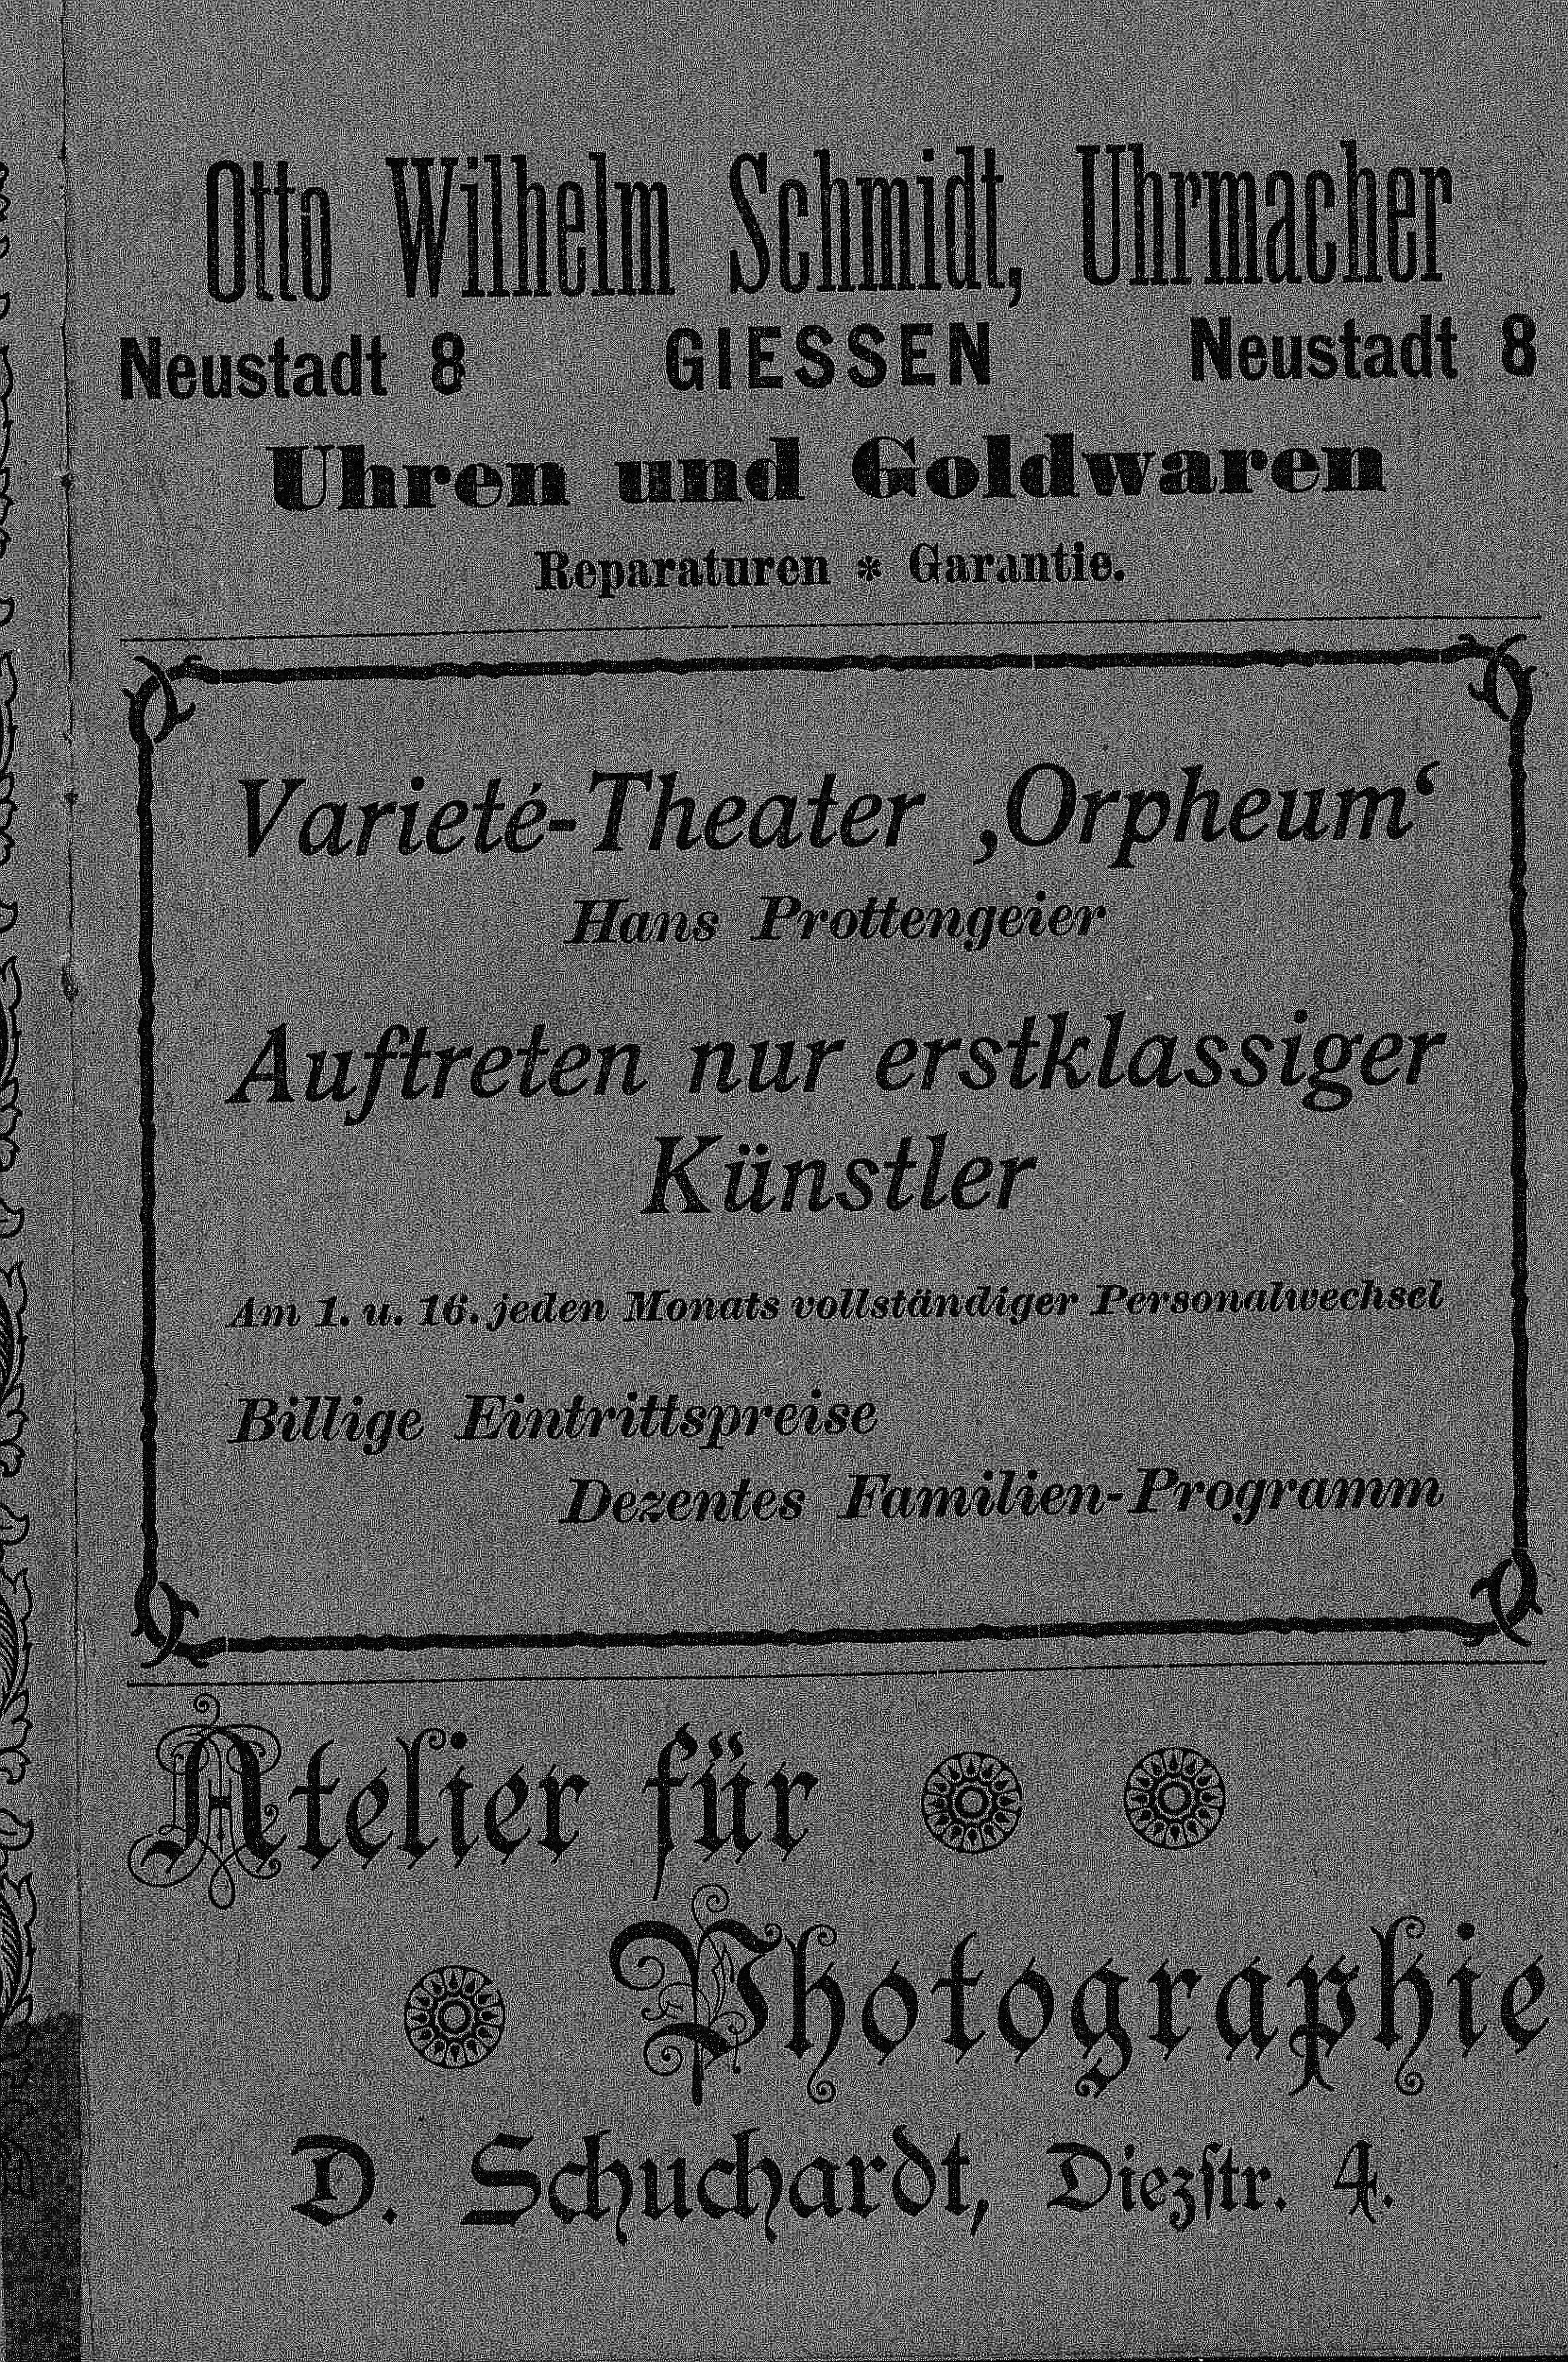 Otto Wilhelm Schmidt, Uhrmacher
Neustadt 8 GIESSEN Neustadt 8
Uhren und Goldwaren
Reparaturen * Garantie.
Varieté-Theater ‚Orpheum‘
Hans Prottengeier
Auftreten nur erstklassiger
Künstler
Am 1. u. 16. jeden Monats vollständiger Personalwechsel
Billige Eintrittspreise
Dezentes Familien-Programm
Atelier für
Photographie
D. Schuchardt, Diezſtr. 4.